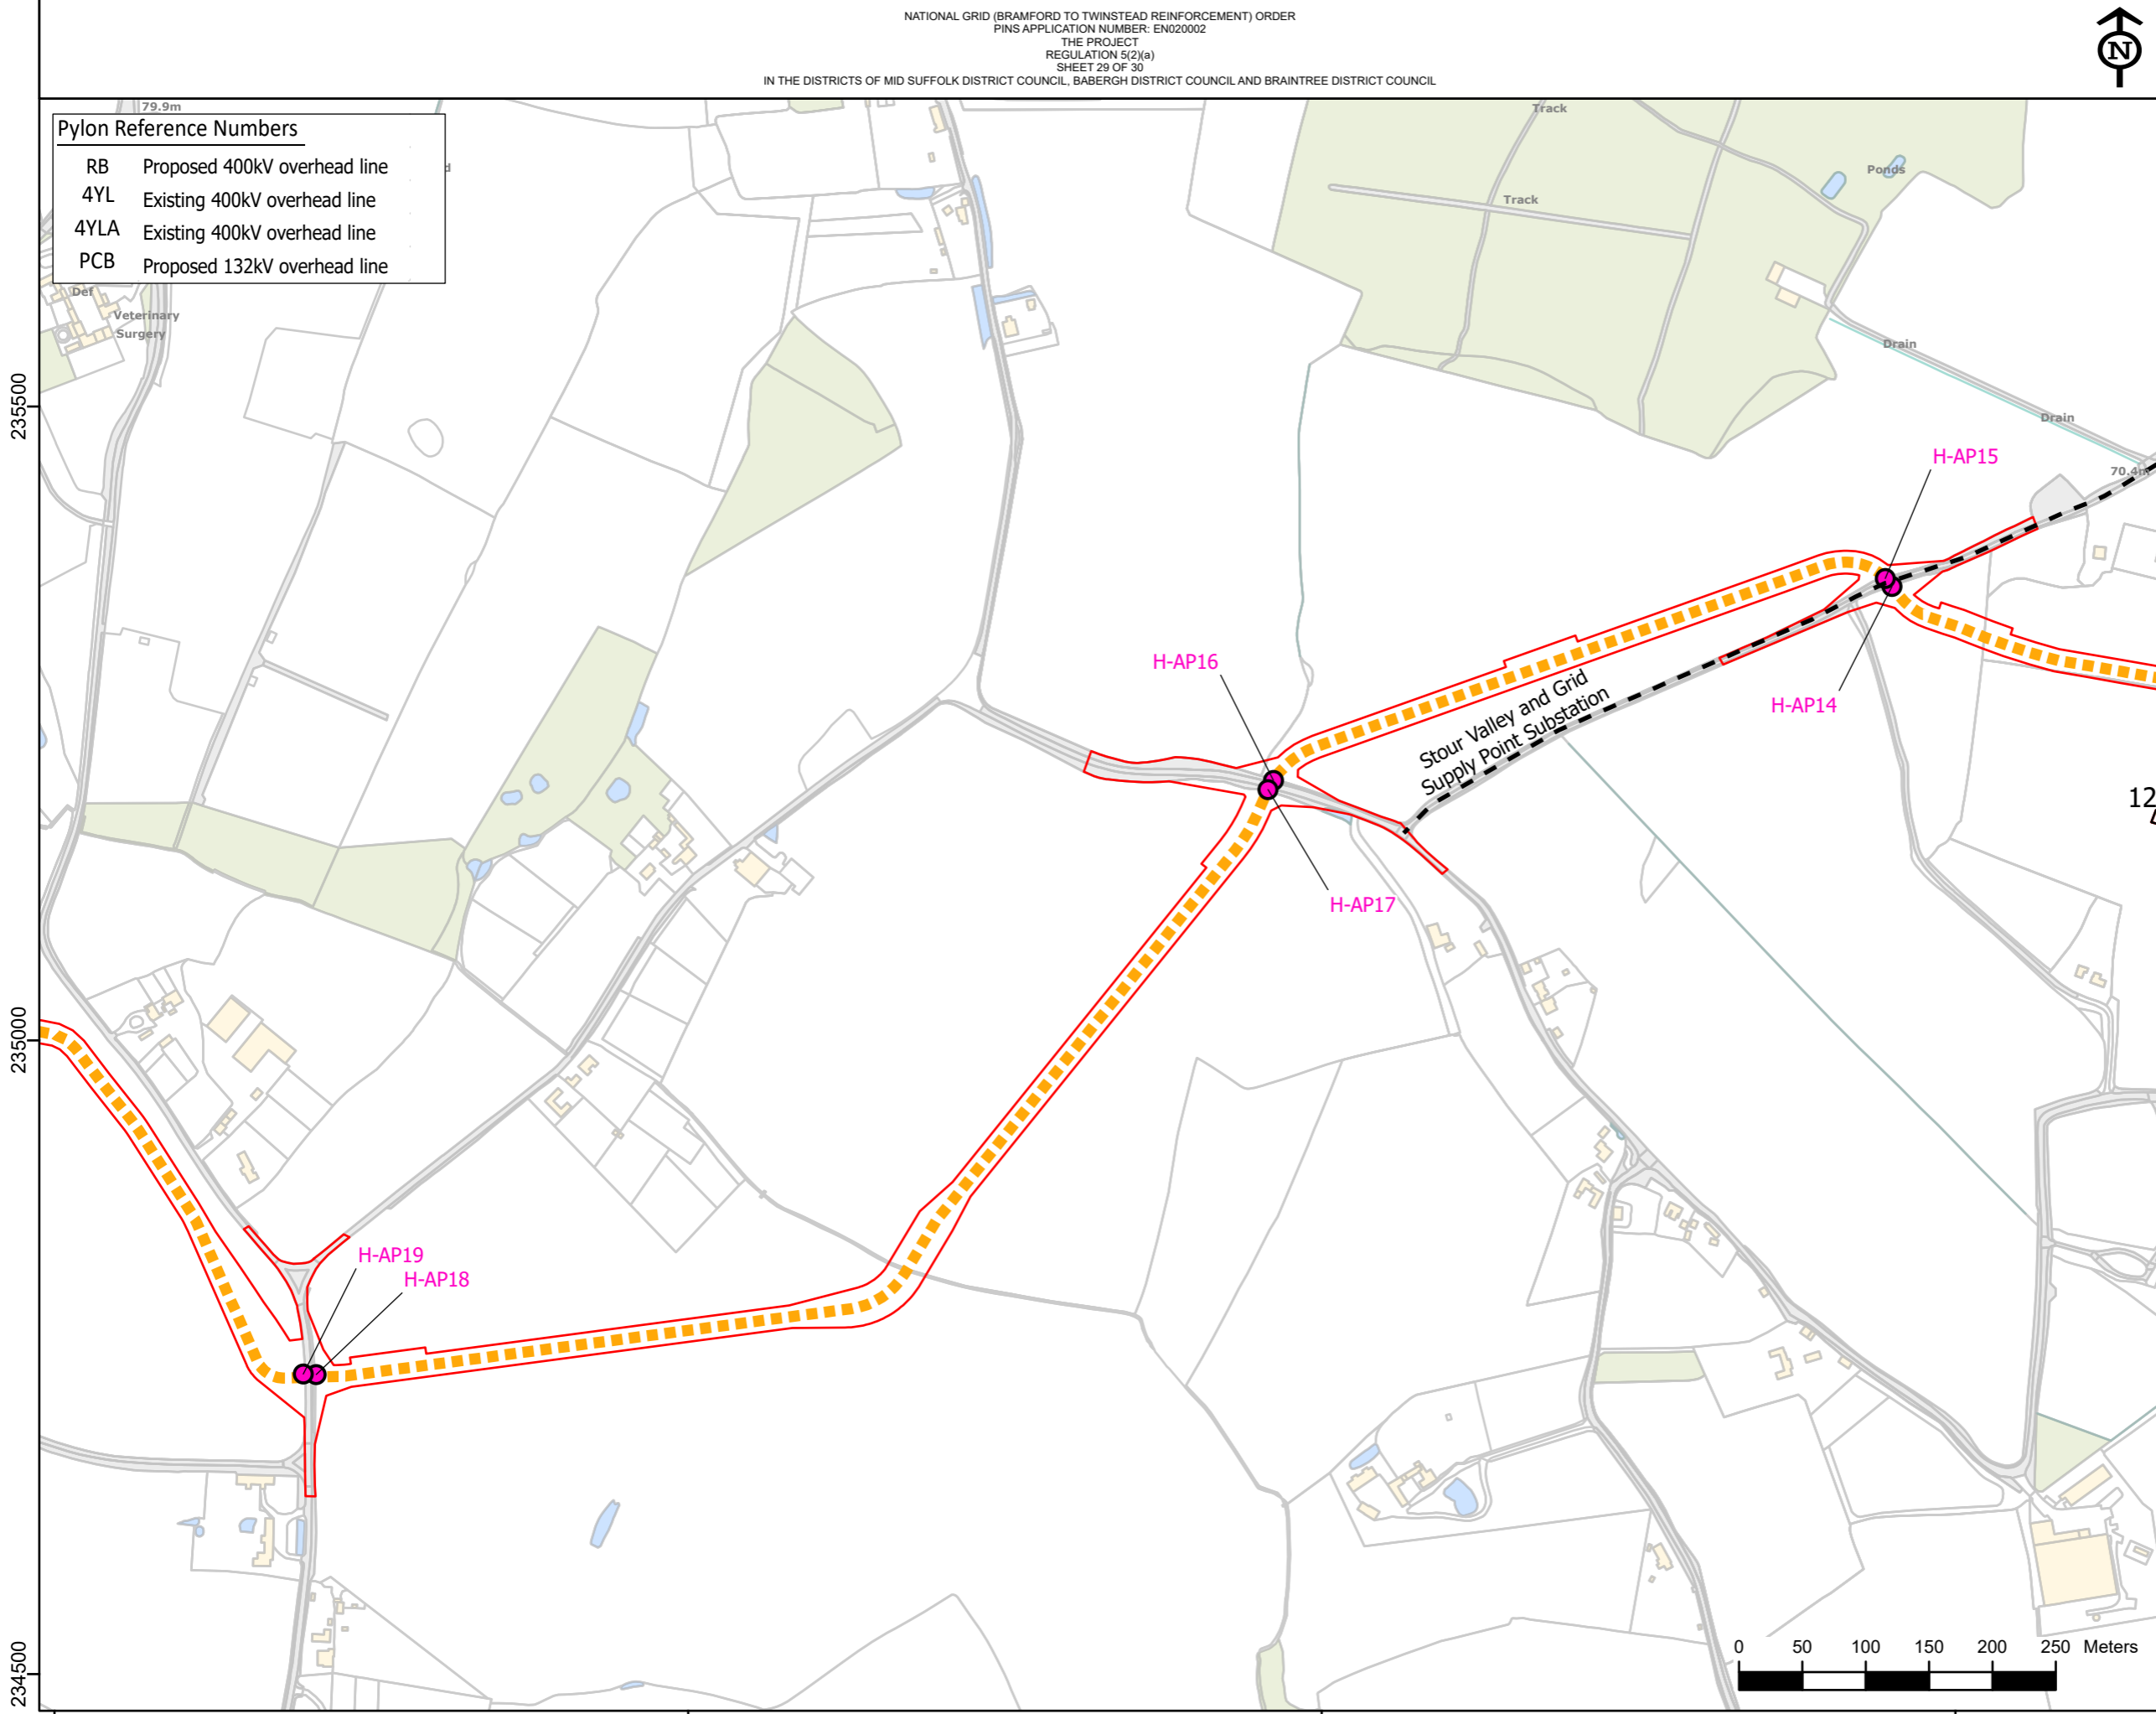 NATIONAL GRID (BRAMFORD TO TWINSTEAD REINFORCEMENT) ORDER
PINS APPLICATION NUMBER: EN020002
THE PROJECT
REGULATION 5(2)(a)
SHEET 29 OF 30
IN THE DISTRICTS OF MID SUFFOLK DISTRICT COUNCIL, BABERGH DISTRICT COUNCIL AND BRAINTREE DISTRICT COUNCIL
N
79.9m
Pylon Reference Numbers
RB Proposed 400kV overhead line
4YL Existing 400kV overhead line
4YLA Existing 400kV overhead line
PCB Proposed 132kV overhead line
Def
Veterinary
Surgery
Track
Track
Ponds
Drain
Drain
70.4m
235500
H-AP15
H-AP16
H-AP14
Stour Valley and Grid
Supply Point Substation
12
H-AP17
235000
H-AP19
H-AP18
234500
0 50 100 150 200 250 Meters